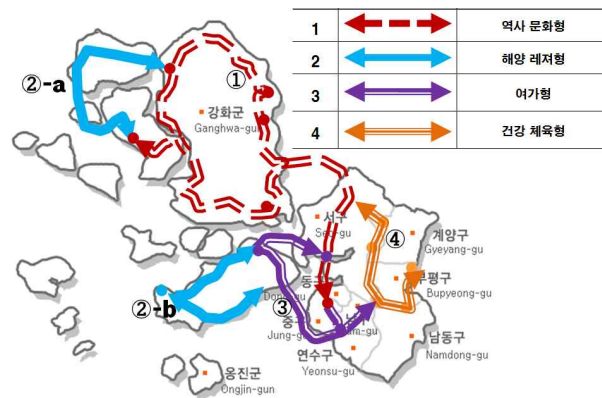 1 역사 문화형
2 해양 레져형
3 여가형
4 건강 체육형
②-a
①
강화군
Ganghwa-gun
서구
Seo-gu
④
계양구
Gyeyang-gu
부평구
Bupyeong-gu
동구
Dong-gu
②-b
③
중구
Jung-gu
남동구
Namdong-gu
연수구
Yeonsu-gu
옹진군
Ongjin-gun